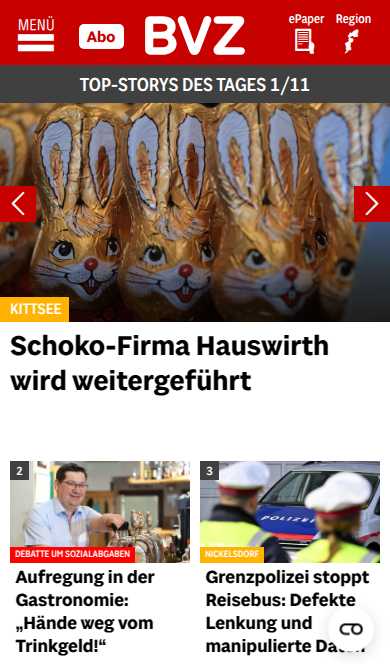 MENÜ
Abo
BVZ
ePaper
Region
TOP-STORYS DES TAGES 1/11
KITTSEE
Schoko-Firma Hauswirth
wird weitergeführt
2
DEBATTE UM SOZIALABGABEN
Aufregung in der
Gastronomie:
„Hände weg vom
Trinkgeld!“
3
POLIZEI
NICKELSDORF
Grenzpolizei stoppt
Reisebus: Defekte
Lenkung und
manipulierte